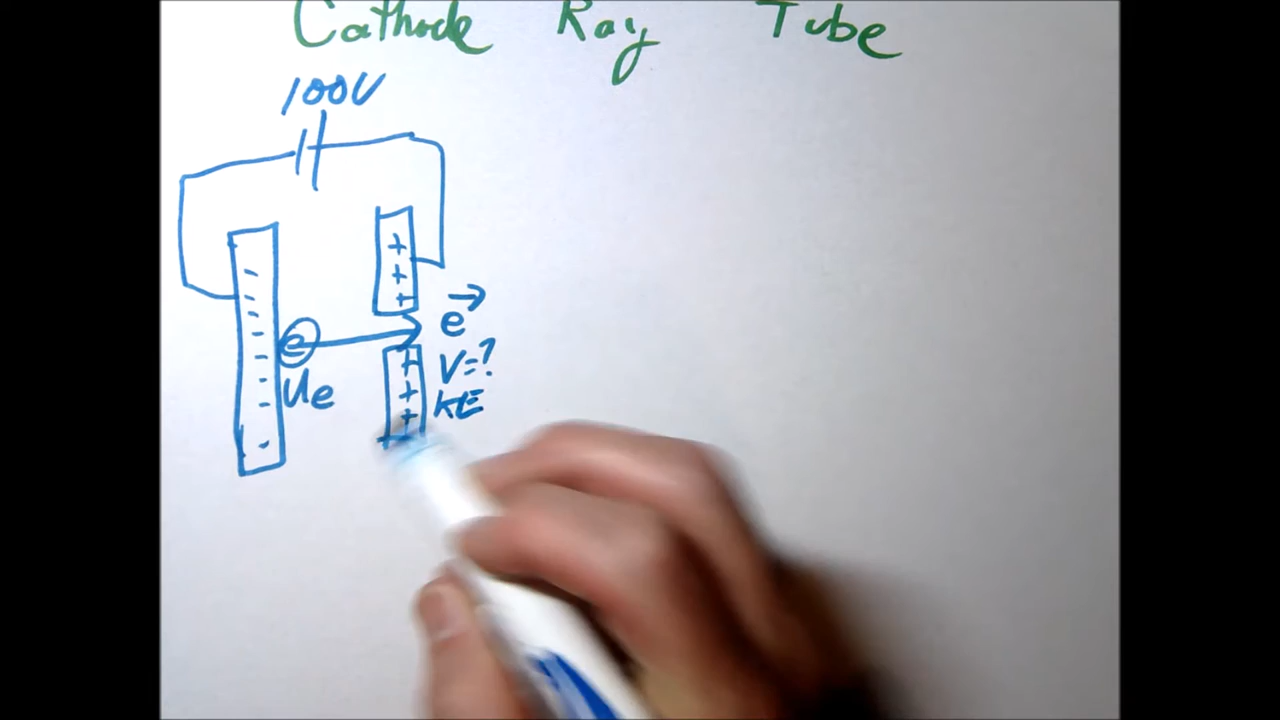 Cathode Ray Tube
100V
- - - - - - - -
+ + +
e
e
Ue
V=?
KE
+ + +